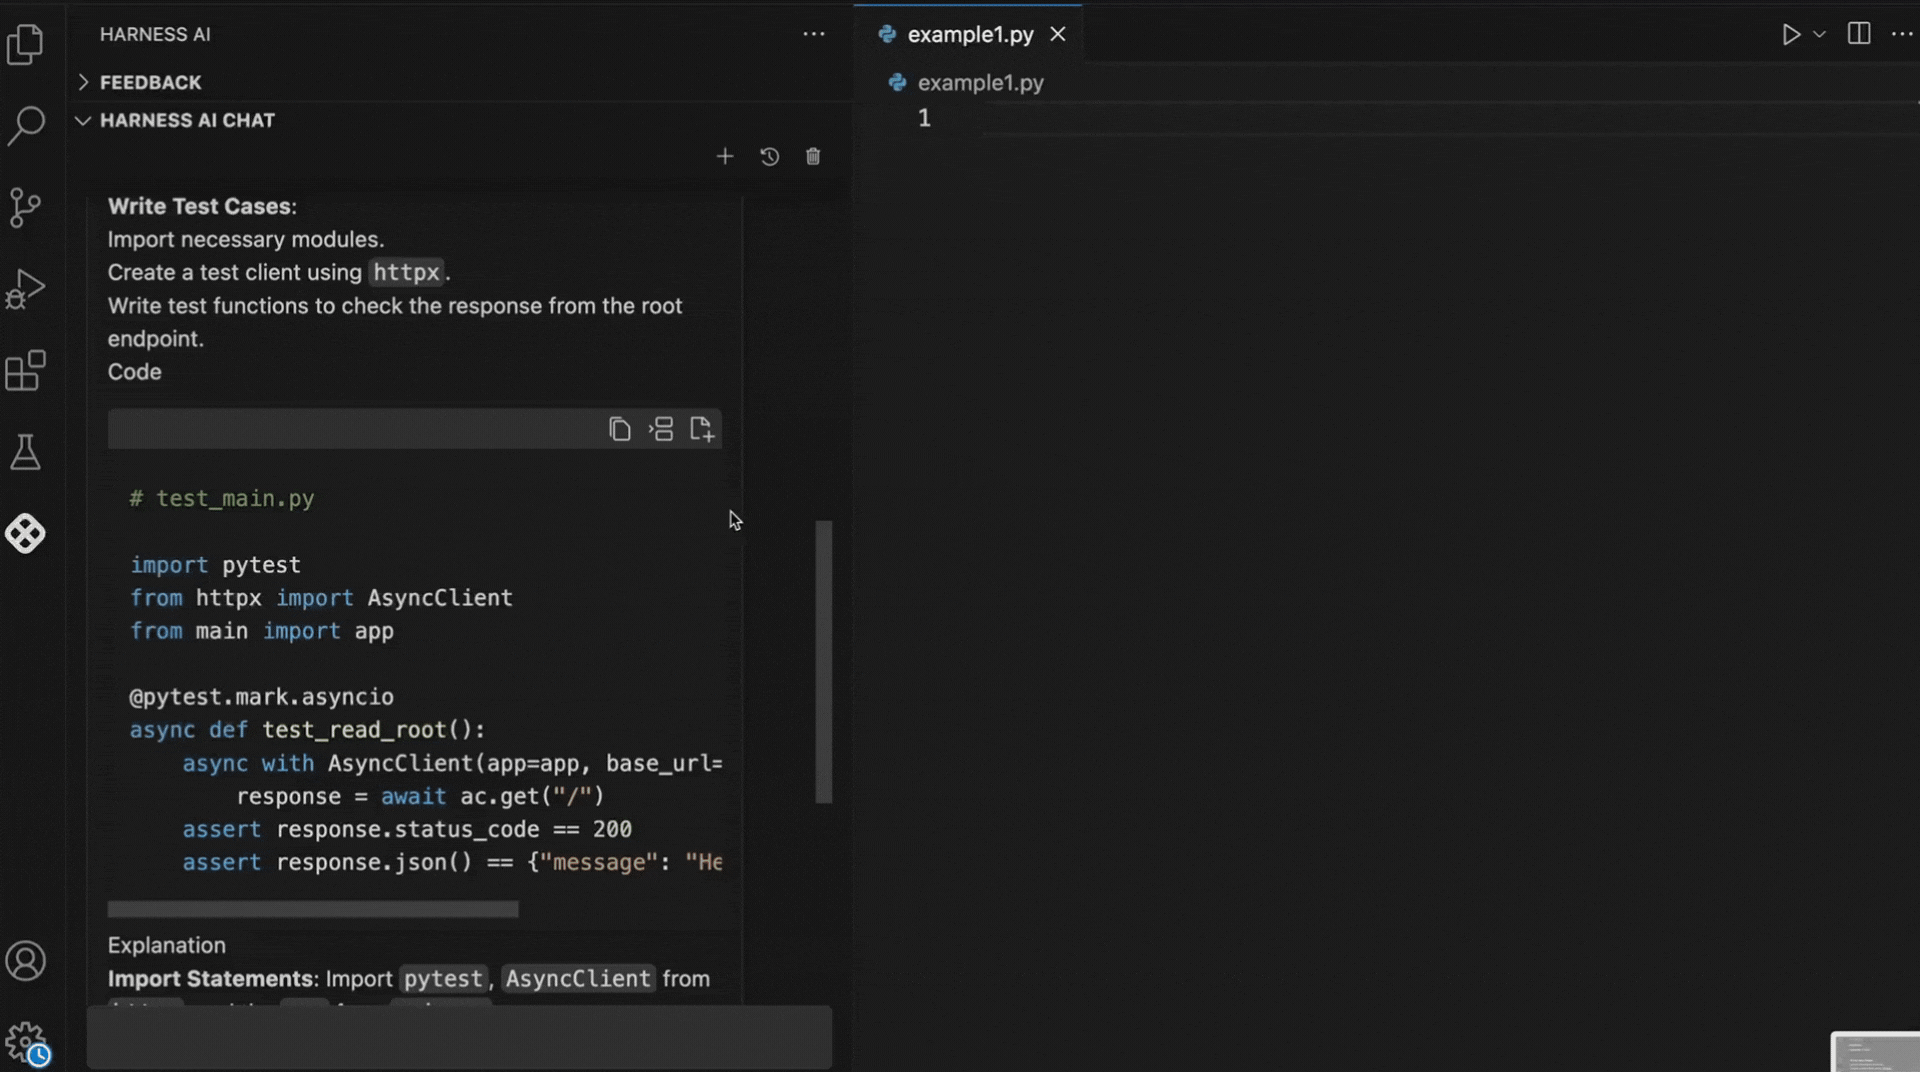 HARNESS AI
FEEDBACK
HARNESS AI CHAT
Write Test Cases:
Import necessary modules.
Create a test client using httpx.
Write test functions to check the response from the root
endpoint.
Code
# test_main.py
import pytest
from httpx import AsyncClient
from main import app
@pytest.mark.asyncio
async def test_read_root():
    async with AsyncClient(app=app, base_url=
        response = await ac.get("/")
    assert response.status_code == 200
    assert response.json() == {"message": "He
Explanation
Import Statements: Import pytest, AsyncClient from
example1.py
example1.py
1